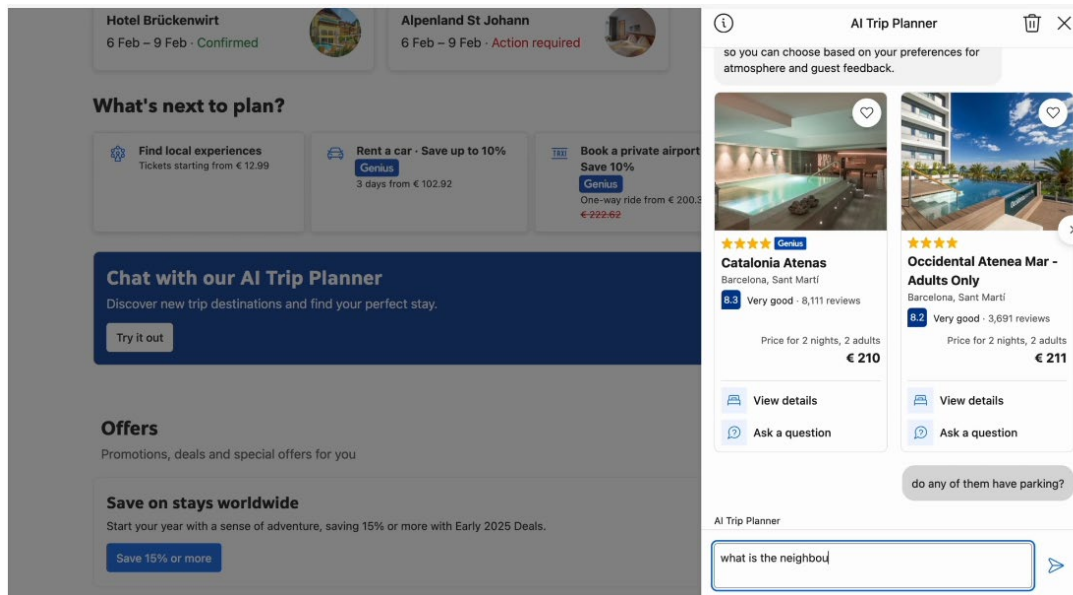 Hotel Brückenwirt
6 Feb – 9 Feb · Confirmed
Alpenland St Johann
6 Feb – 9 Feb · Action required
What's next to plan?
Find local experiences
Tickets starting from € 12.99
Rent a car · Save up to 10%
Genius
3 days from € 102.92
TAXI
Book a private airport
Save 10%
Genius
One-way ride from € 200.3
€ 222.62
Chat with our AI Trip Planner
Discover new trip destinations and find your perfect stay.
Try it out
Offers
Promotions, deals and special offers for you
Save on stays worldwide
Start your year with a sense of adventure, saving 15% or more with Early 2025 Deals.
Save 15% or more
AI Trip Planner
so you can choose based on your preferences for
atmosphere and guest feedback.
Genius
Catalonia Atenas
Barcelona, Sant Martí
8.3 Very good · 8,111 reviews
Price for 2 nights, 2 adults
€ 210
View details
Ask a question
Occidental Atenea Mar -
Adults Only
Barcelona, Sant Martí
8.2 Very good · 3,691 reviews
Price for 2 nights, 2 adults
€ 211
View details
Ask a question
do any of them have parking?
AI Trip Planner
what is the neighbou